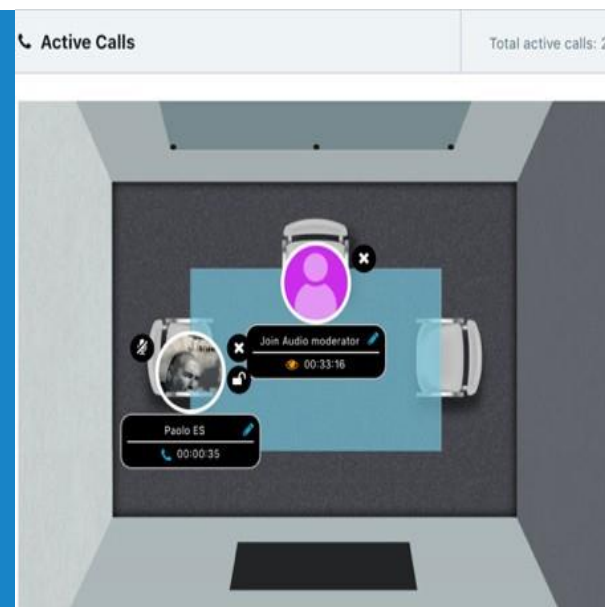 Active Calls
Total active calls: 2
Join Audio moderator
00:33:16
Paolo ES
00:00:35